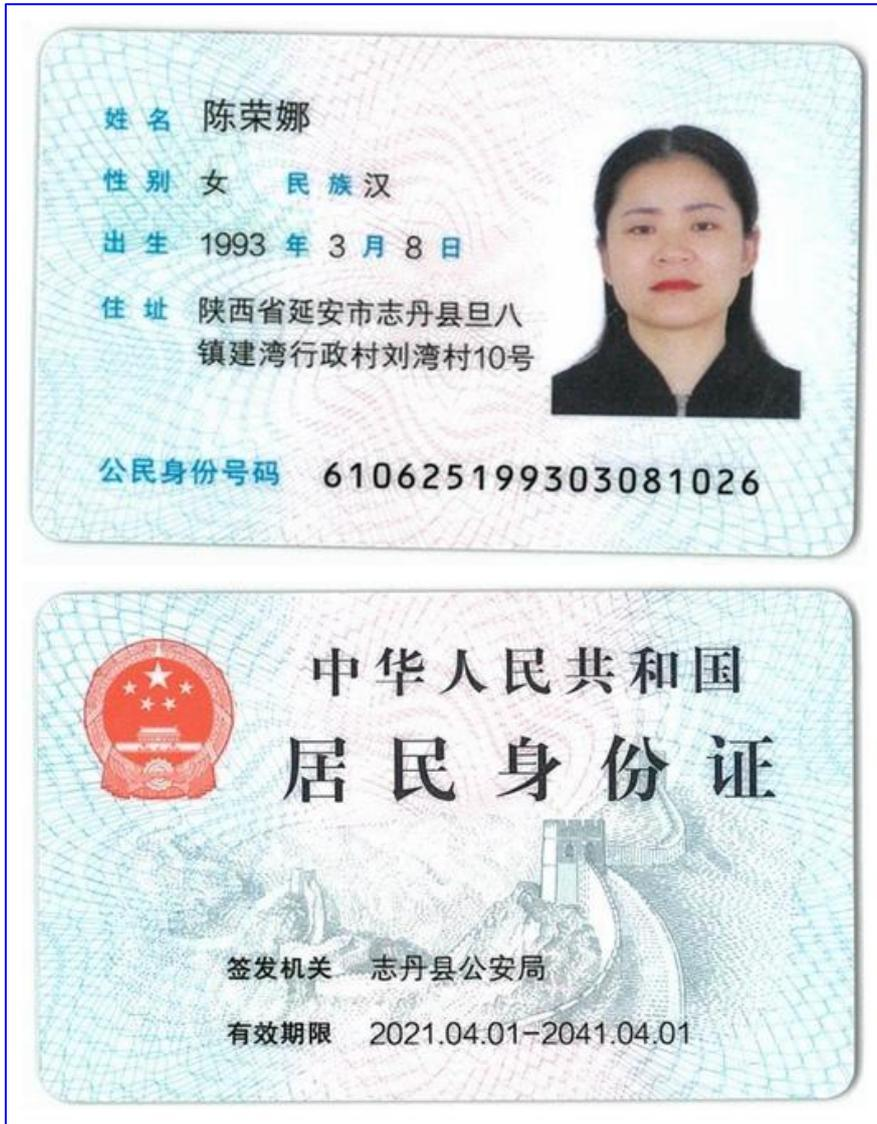 姓名 陈荣娜
性别 女 民族 汉
出生 1993 年 3 月 8 日
住址 陕西省延安市志丹县旦八
镇建湾行政村刘湾村10号
公民身份号码 610625199303081026
中华人民共和国
居民身份证
签发机关 志丹县公安局
有效期限 2021.04.01-2041.04.01